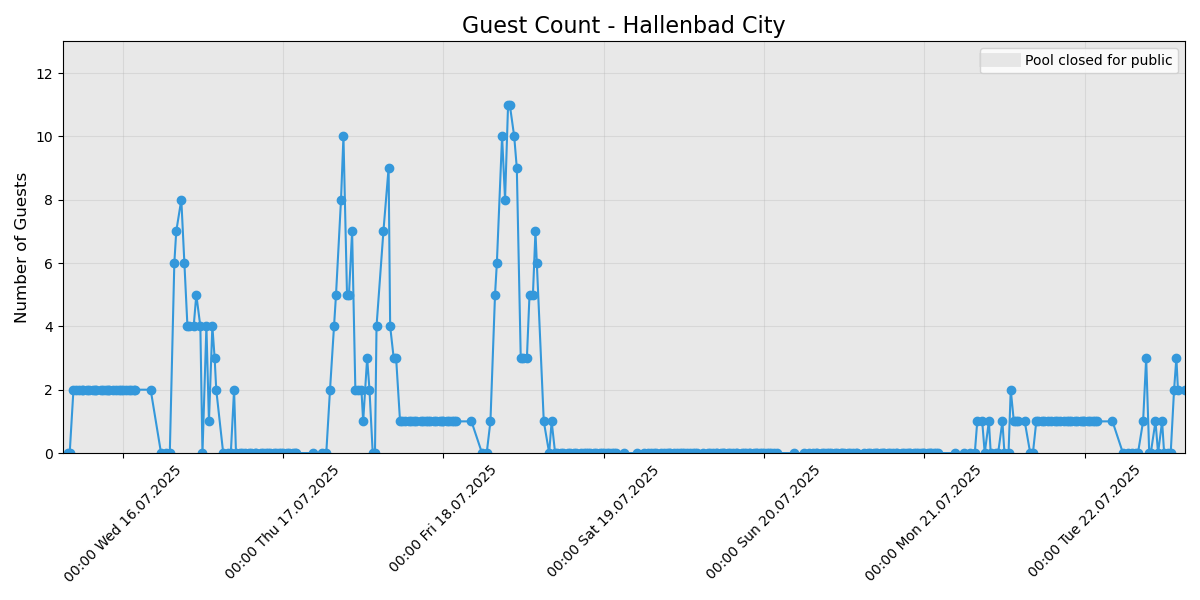 Guest Count - Hallenbad City
Pool closed for public
Number of Guests
12
10
8
6
4
2
0
00:00 Wed 16.07.2025
00:00 Thu 17.07.2025
00:00 Fri 18.07.2025
00:00 Sat 19.07.2025
00:00 Sun 20.07.2025
00:00 Mon 21.07.2025
00:00 Tue 22.07.2025